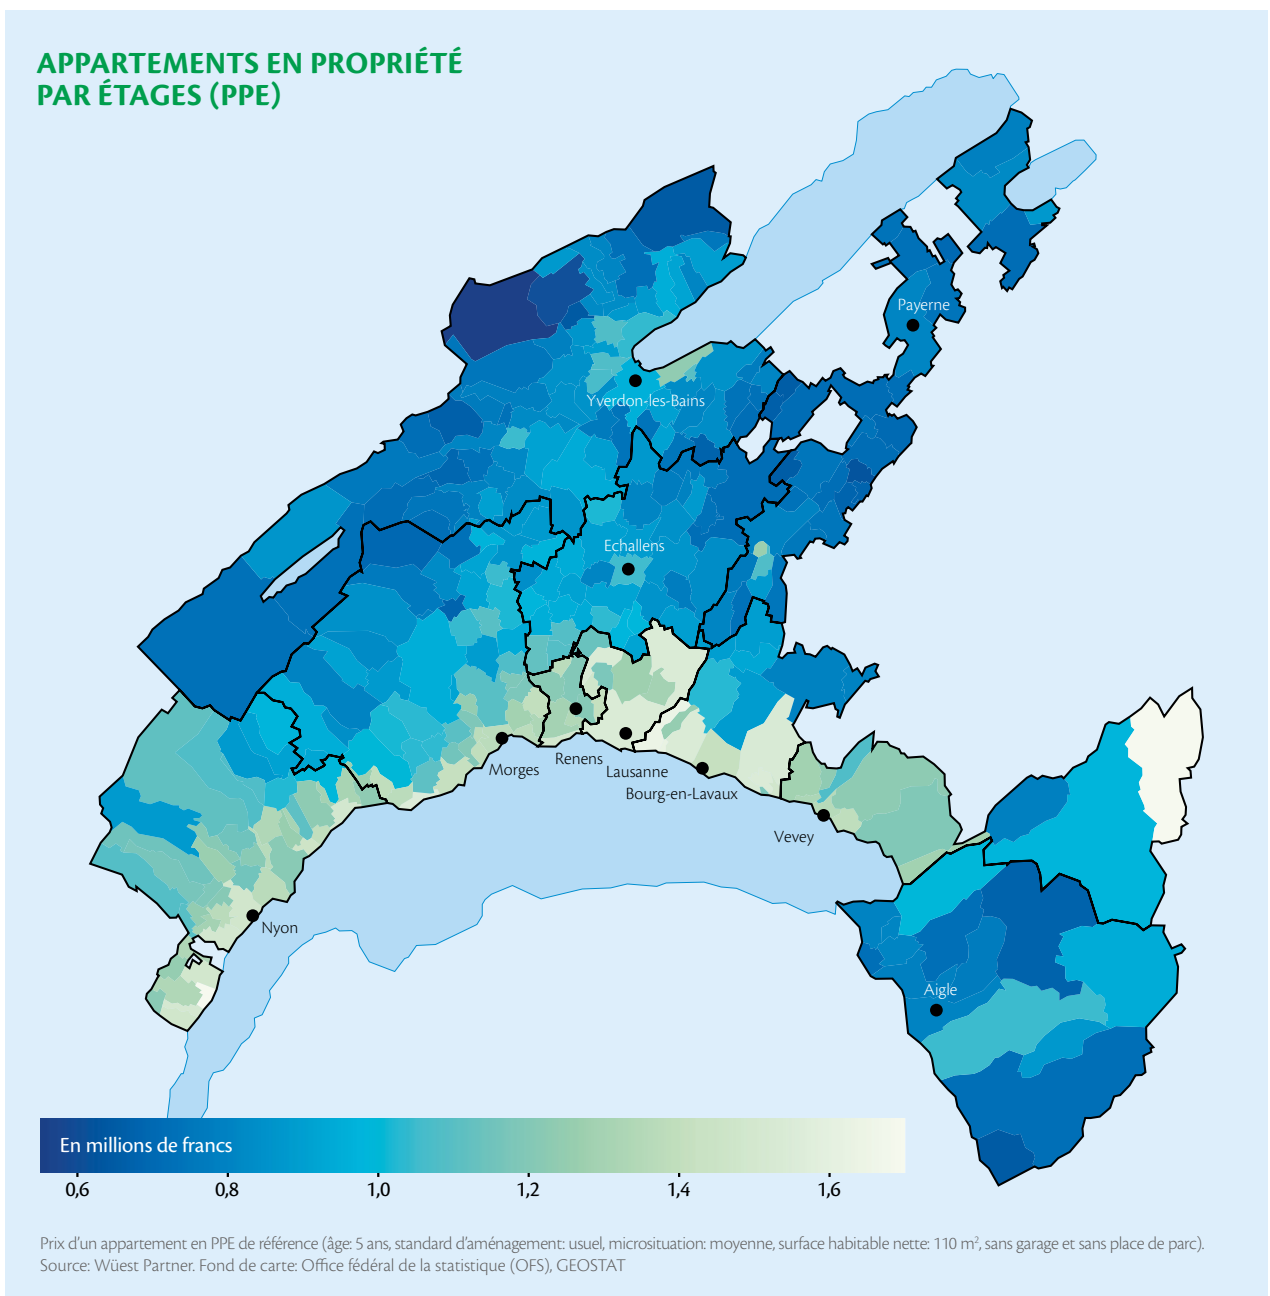 APPARTEMENTS EN PROPRIÉTÉ
PAR ÉTAGES (PPE)
Payerne
Yverdon-les-Bains
Echallens
Renens
Morges
Lausanne
Bourg-en-Lavaux
Vevey
Nyon
Aigle
En millions de francs
0,6 0,8 1,0 1,2 1,4 1,6
Prix d'un appartement en PPE de référence (âge: 5 ans, standard d'aménagement: usuel, microsituation: moyenne, surface habitable nette: 110 m², sans garage et sans place de parc).
Source: Wüest Partner. Fond de carte: Office fédéral de la statistique (OFS), GEOSTAT